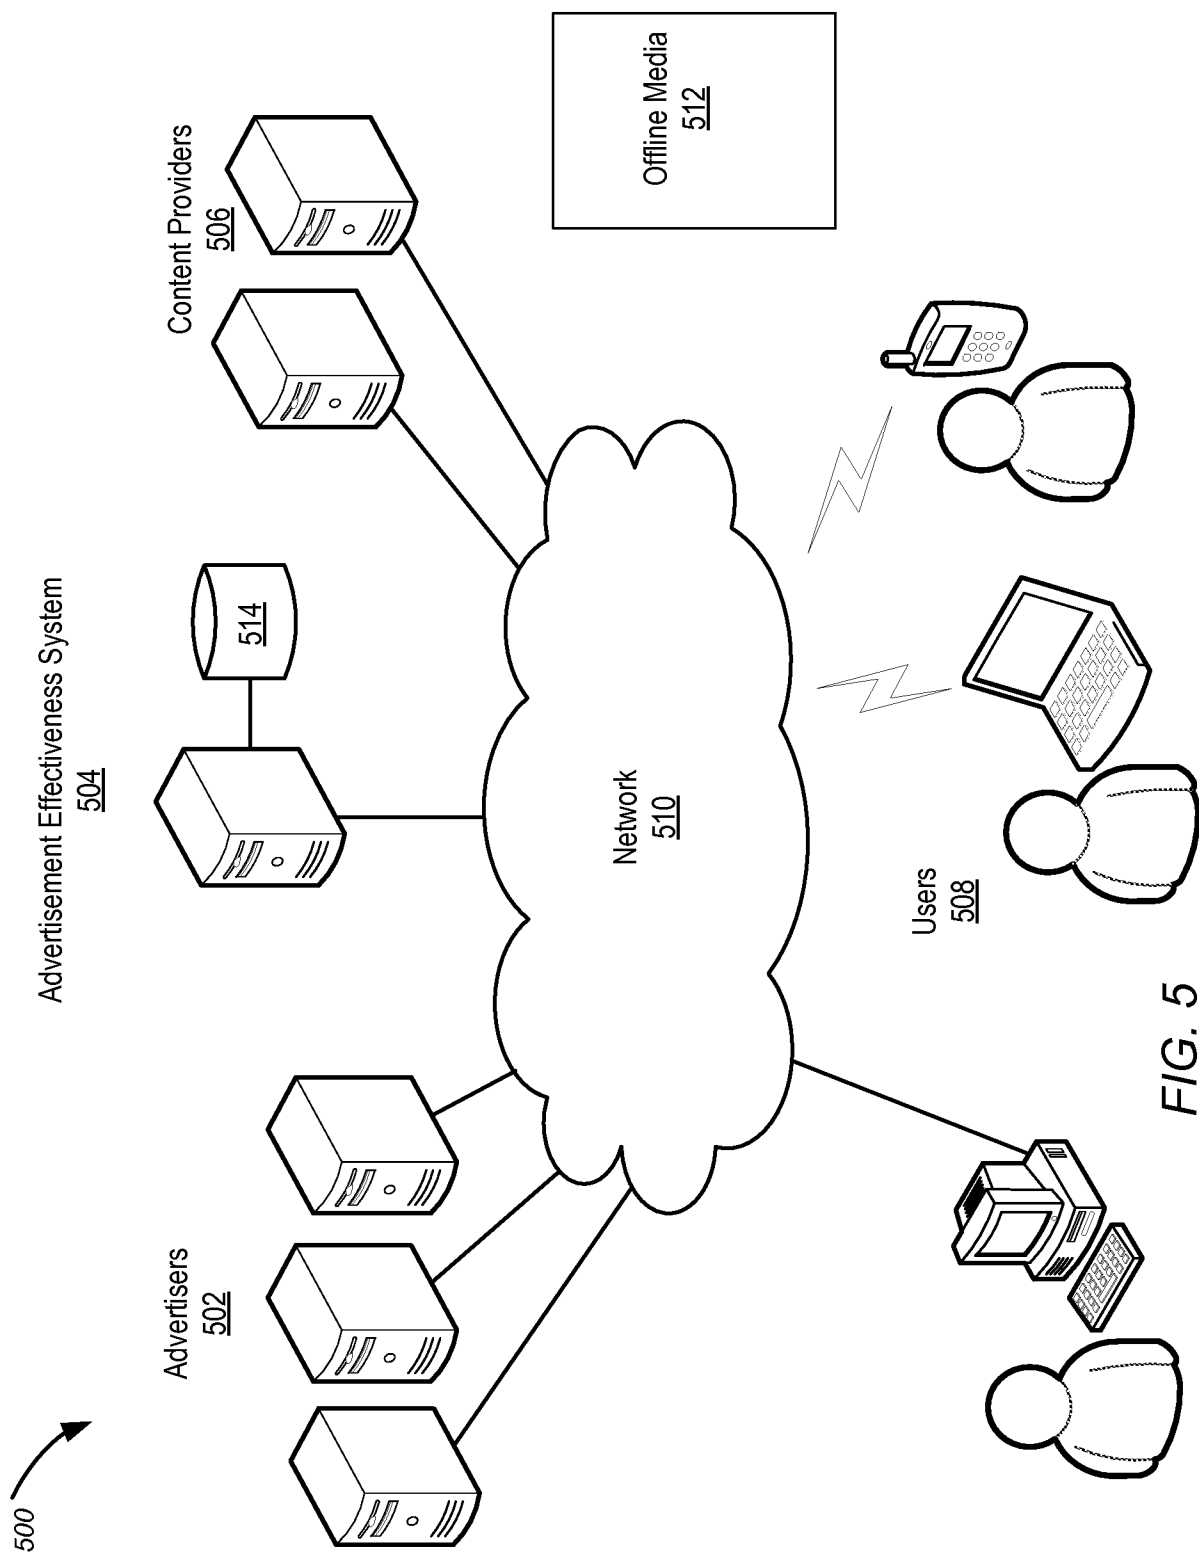 500
Advertisers
502
Advertisement Effectiveness System
504
514
Content Providers
506
Network
510
Offline Media
512
Users
508
FIG. 5